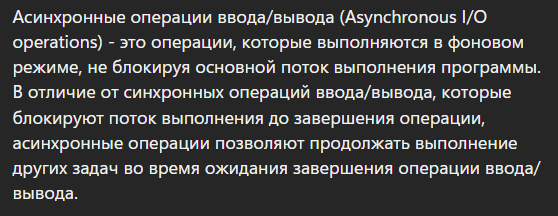 Асинхронные операции ввода/вывода (Asynchronous I/O
operations) - это операции, которые выполняются в фоновом
режиме, не блокируя основной поток выполнения программы.
В отличие от синхронных операций ввода/вывода, которые
блокируют поток выполнения до завершения операции,
асинхронные операции позволяют продолжать выполнение
других задач во время ожидания завершения операции ввода/
вывода.